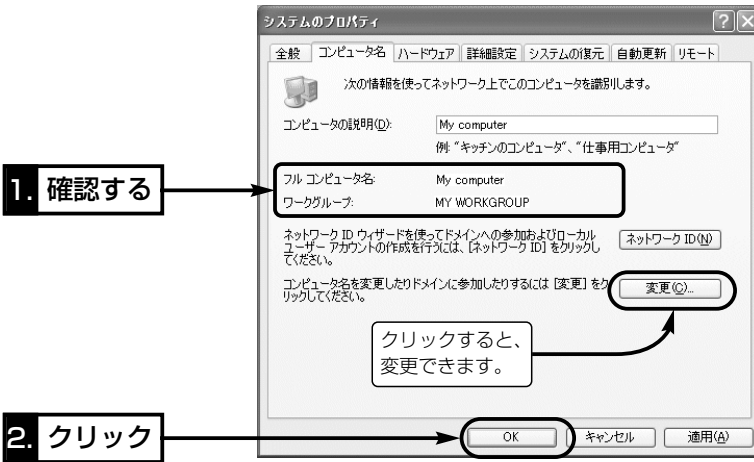 システムのプロパティ
全般 コンピュータ名 ハードウェア 詳細設定 システムの復元 自動更新 リモート
次の情報を使ってネットワーク上でこのコンピュータを識別します。
コンピュータの説明(D): My computer
例: "キッチンのコンピュータ"、"仕事用コンピュータ"
1. 確認する
フル コンピュータ名: My computer
ワークグループ: MY WORKGROUP
ネットワーク ID ウィザードを使ってドメインへの参加およびローカル
ユーザー アカウントの作成を行うには、[ネットワーク ID] をクリックし
てください。
ネットワーク ID(N)
コンピュータ名を変更したりドメインに参加したりするには [変更] をク
リックしてください。
変更(C)...
クリックすると、
変更できます。
2. クリック
OK キャンセル 適用(A)